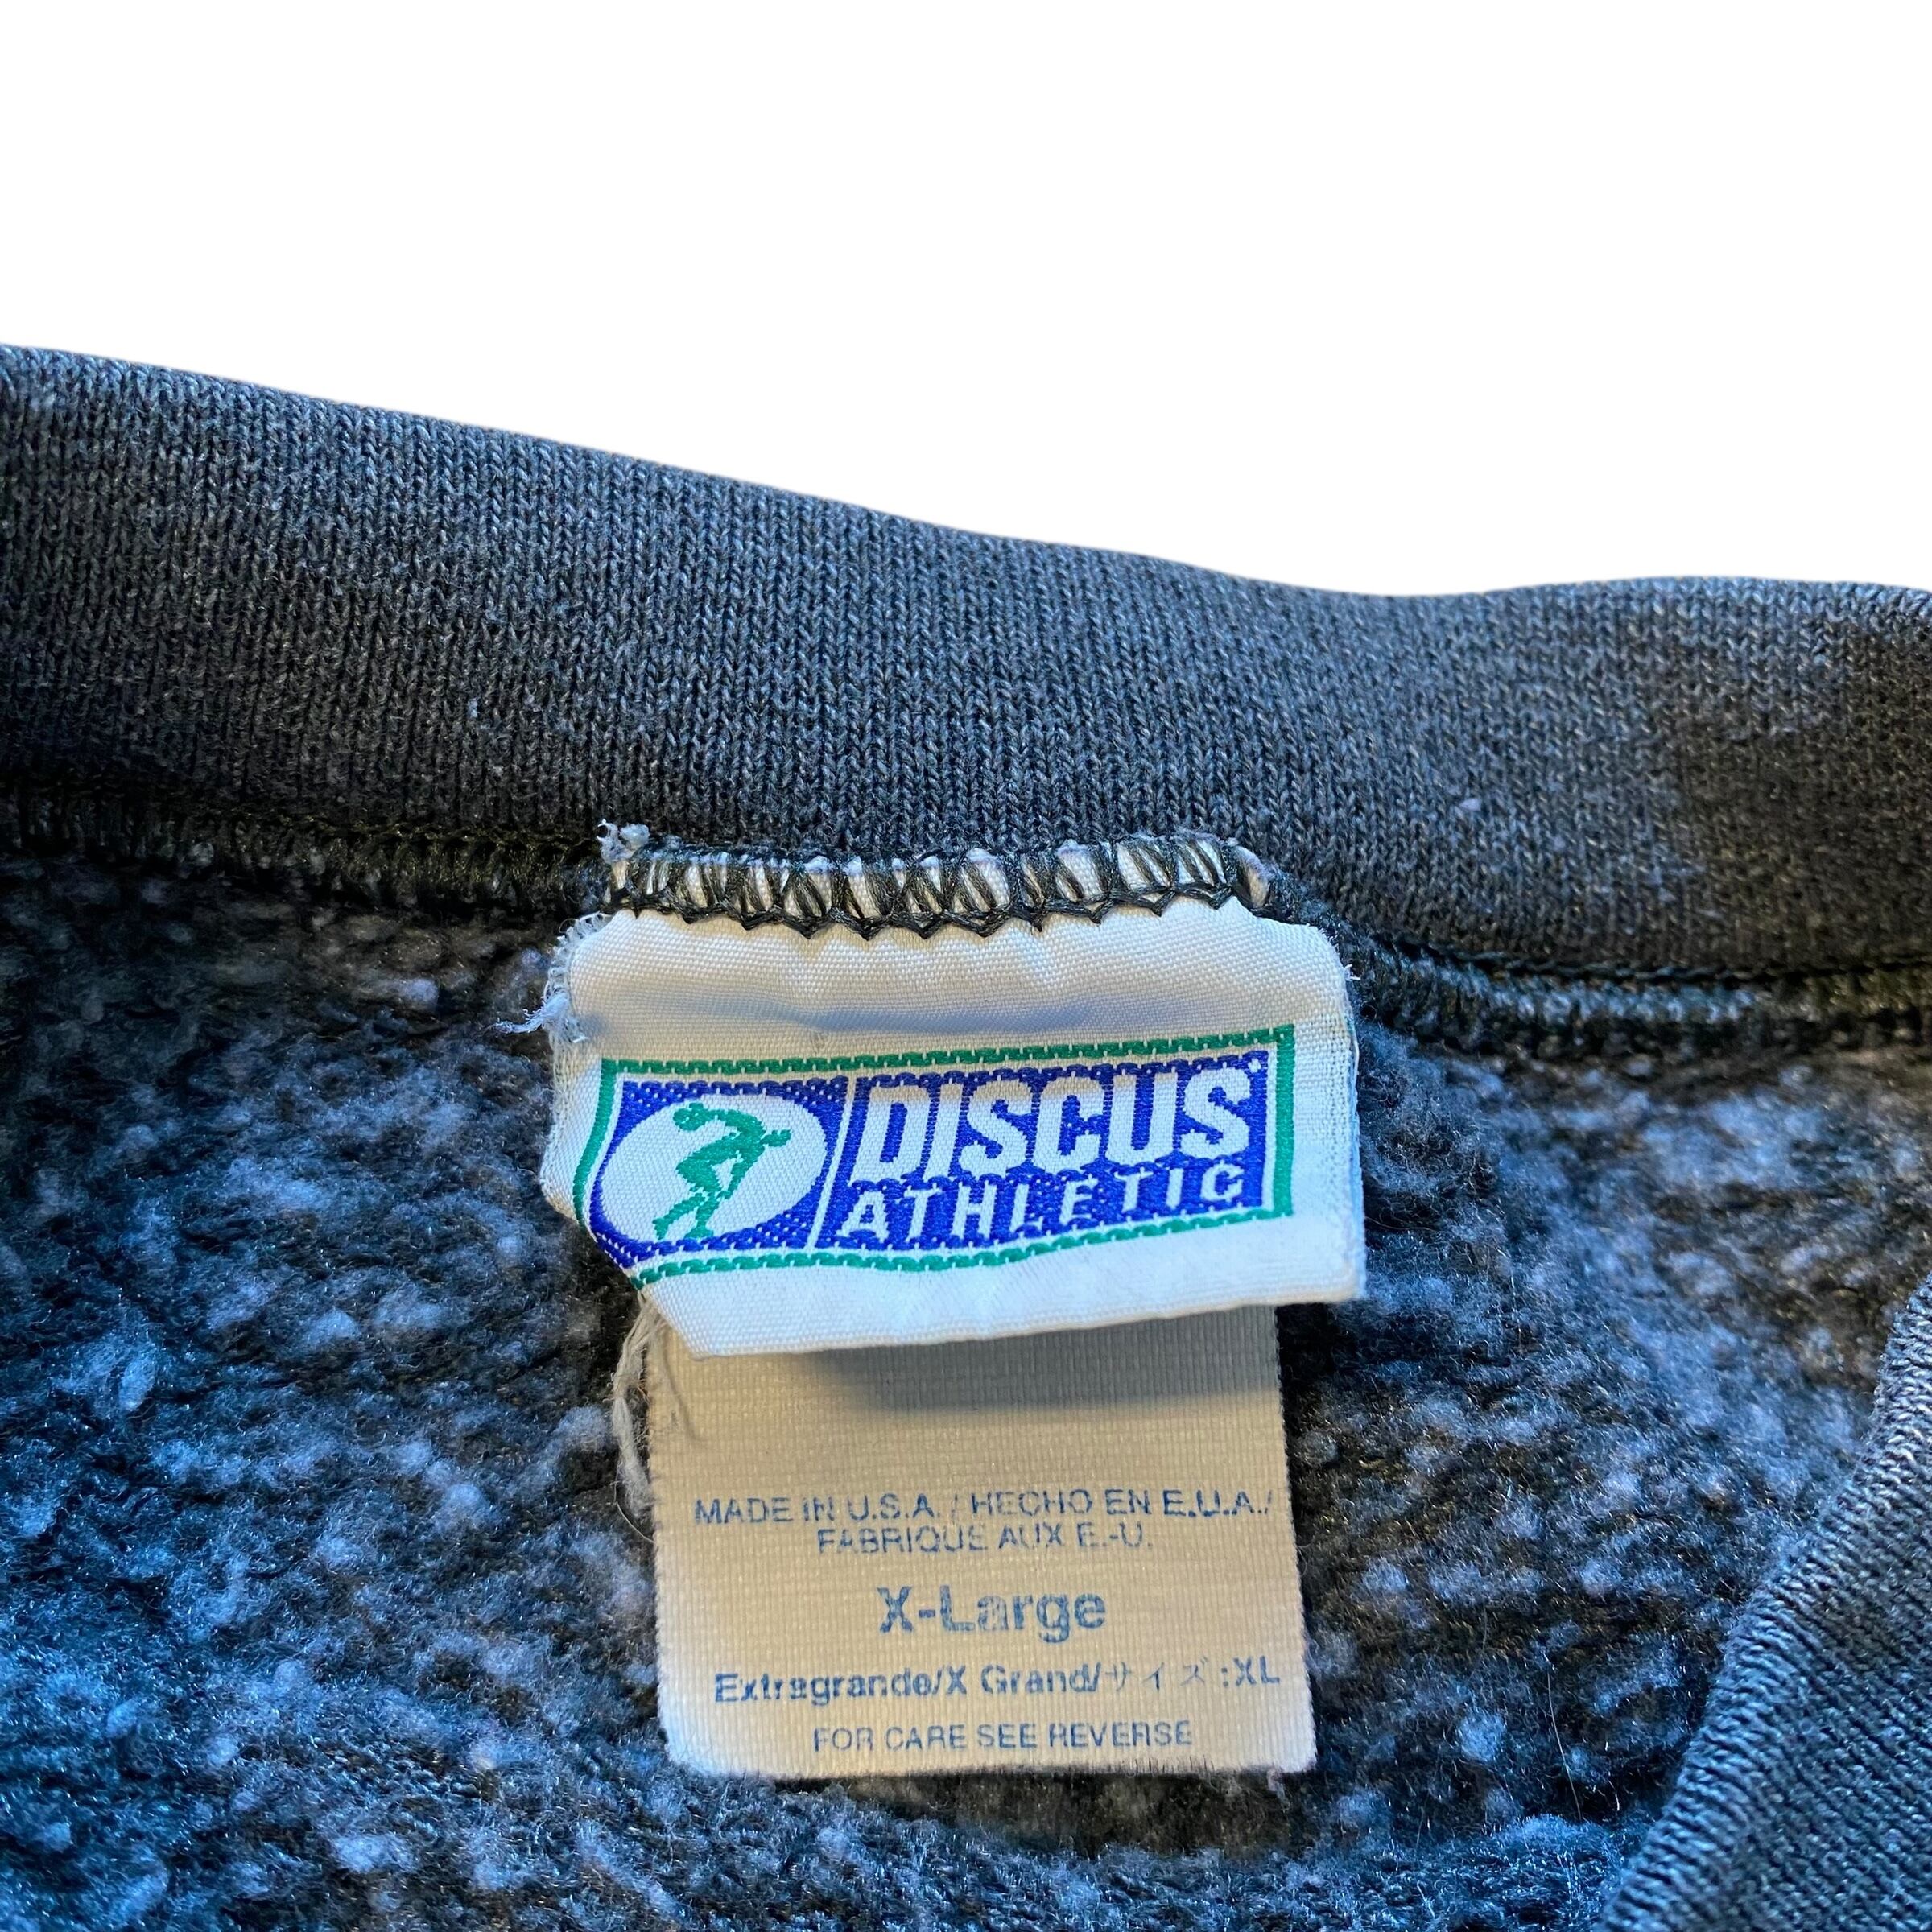 DISCUS
ATHLETIC
MADE IN U.S.A. / HECHO EN E.U.A./
FABRIQUE AUX E.-U.
X-Large
Extragrande/X Grand/サイズ:XL
FOR CARE SEE REVERSE